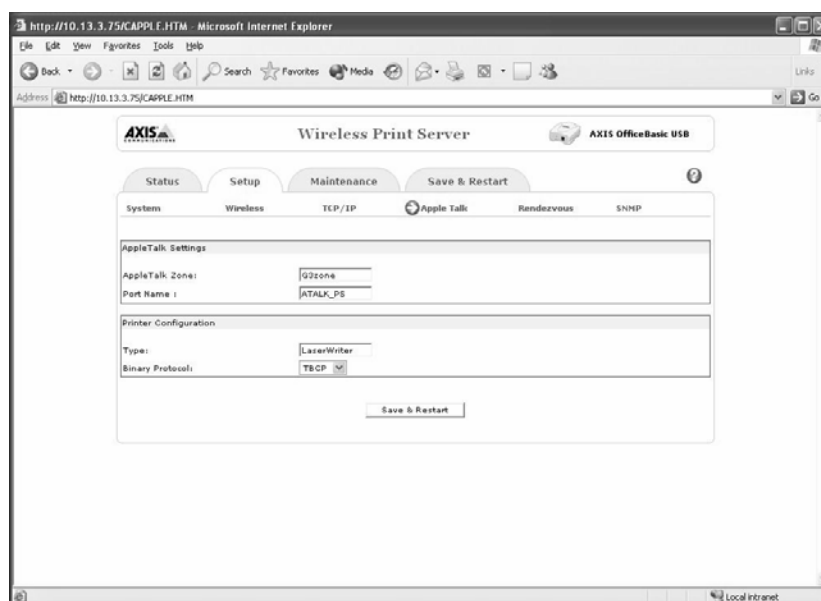 http://10.13.3.75/CAPPLE.HTM - Microsoft Internet Explorer
File Edit View Favorites Tools Help
Back Search Favorites Media
Links
Address http://10.13.3.75/CAPPLE.HTM Go
AXIS COMMUNICATIONS
Wireless Print Server
AXIS OfficeBasic USB
Status Setup Maintenance Save & Restart
System Wireless TCP/IP Apple Talk Rendezvous SNMP
AppleTalk Settings
AppleTalk Zone:
Port Name : ATALK_PS
Printer Configuration
Type: LaserWriter
Binary Protocol: TBCP
Save & Restart
Local intranet